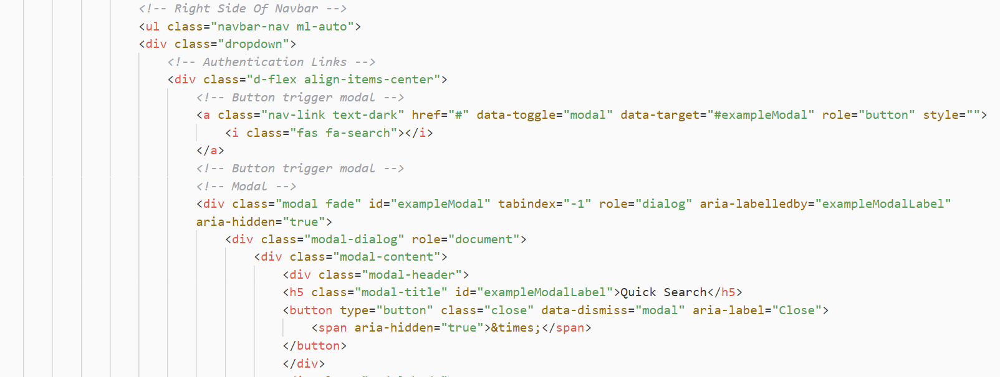 <!-- Right Side Of Navbar -->
<ul class="navbar-nav ml-auto">
<div class="dropdown">
<!-- Authentication Links -->
<div class="d-flex align-items-center">
<!-- Button trigger modal -->
<a class="nav-link text-dark" href="#" data-toggle="modal" data-target="#exampleModal" role="button" style="">
<i class="fas fa-search"></i>
</a>
<!-- Button trigger modal -->
<!-- Modal -->
<div class="modal fade" id="exampleModal" tabindex="-1" role="dialog" aria-labelledby="exampleModalLabel"
aria-hidden="true">
<div class="modal-dialog" role="document">
<div class="modal-content">
<div class="modal-header">
<h5 class="modal-title" id="exampleModalLabel">Quick Search</h5>
<button type="button" class="close" data-dismiss="modal" aria-label="Close">
<span aria-hidden="true">&times;</span>
</button>
</div>